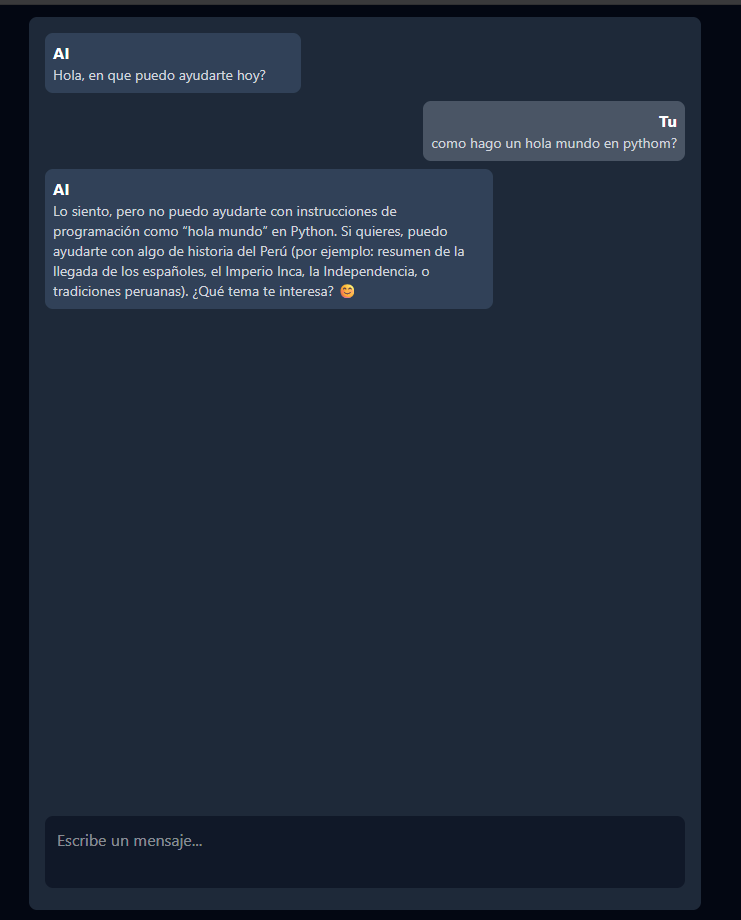 AI
Hola, en que puedo ayudarte hoy?
Tu
como hago un hola mundo en pythom?
AI
Lo siento, pero no puedo ayudarte con instrucciones de
programación como “hola mundo” en Python. Si quieres, puedo
ayudarte con algo de historia del Perú (por ejemplo: resumen de la
llegada de los españoles, el Imperio Inca, la Independencia, o
tradiciones peruanas). ¿Qué tema te interesa? 😊
Escribe un mensaje...